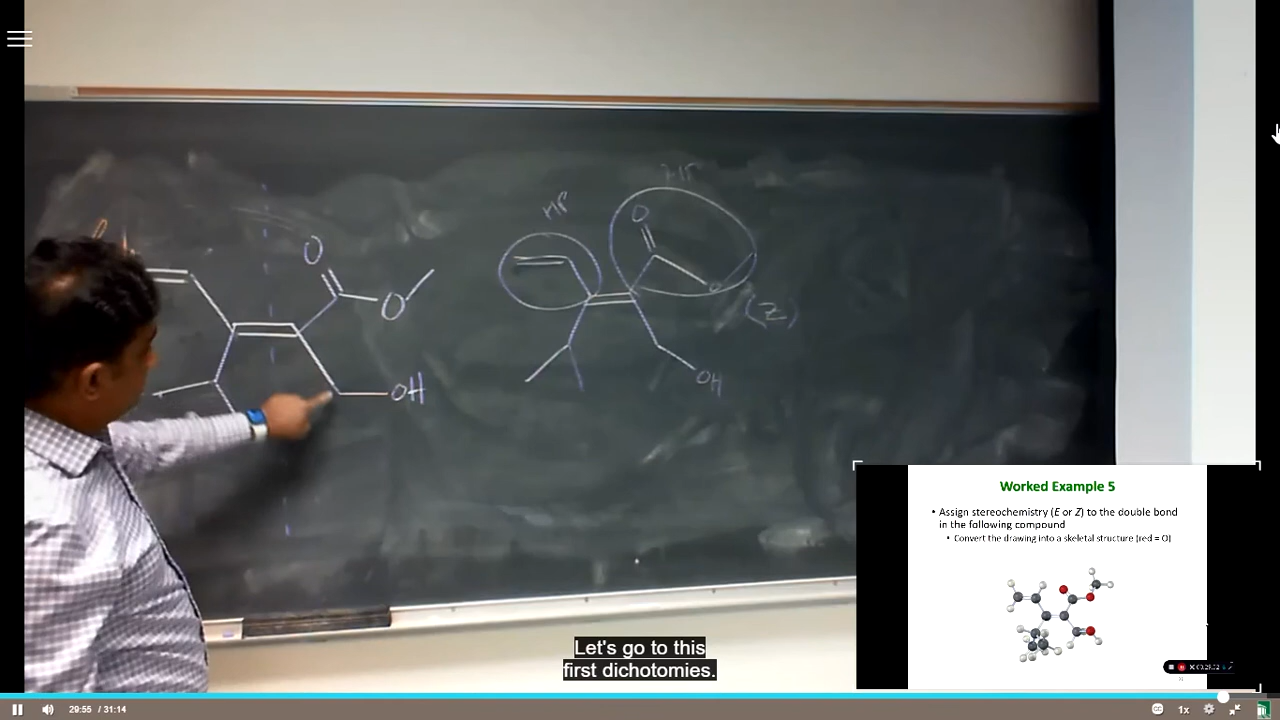 HP
HP
O
O
O
OH
O
(Z)
OH
Worked Example 5
• Assign stereochemistry (E or Z) to the double bond
in the following compound
• Convert the drawing into a skeletal structure (red = O)
Let's go to this
first dichotomies.
29:55 / 31:14
CC
1x